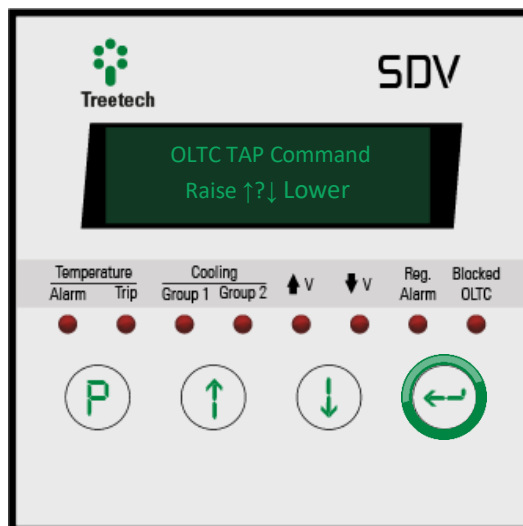 SDV
Treetech
OLTC TAP Command
Raise ↑?↓ Lower
Temperature
Alarm Trip
Cooling
Group 1 Group 2
V
V
Reg.
Alarm
Blocked
OLTC
P